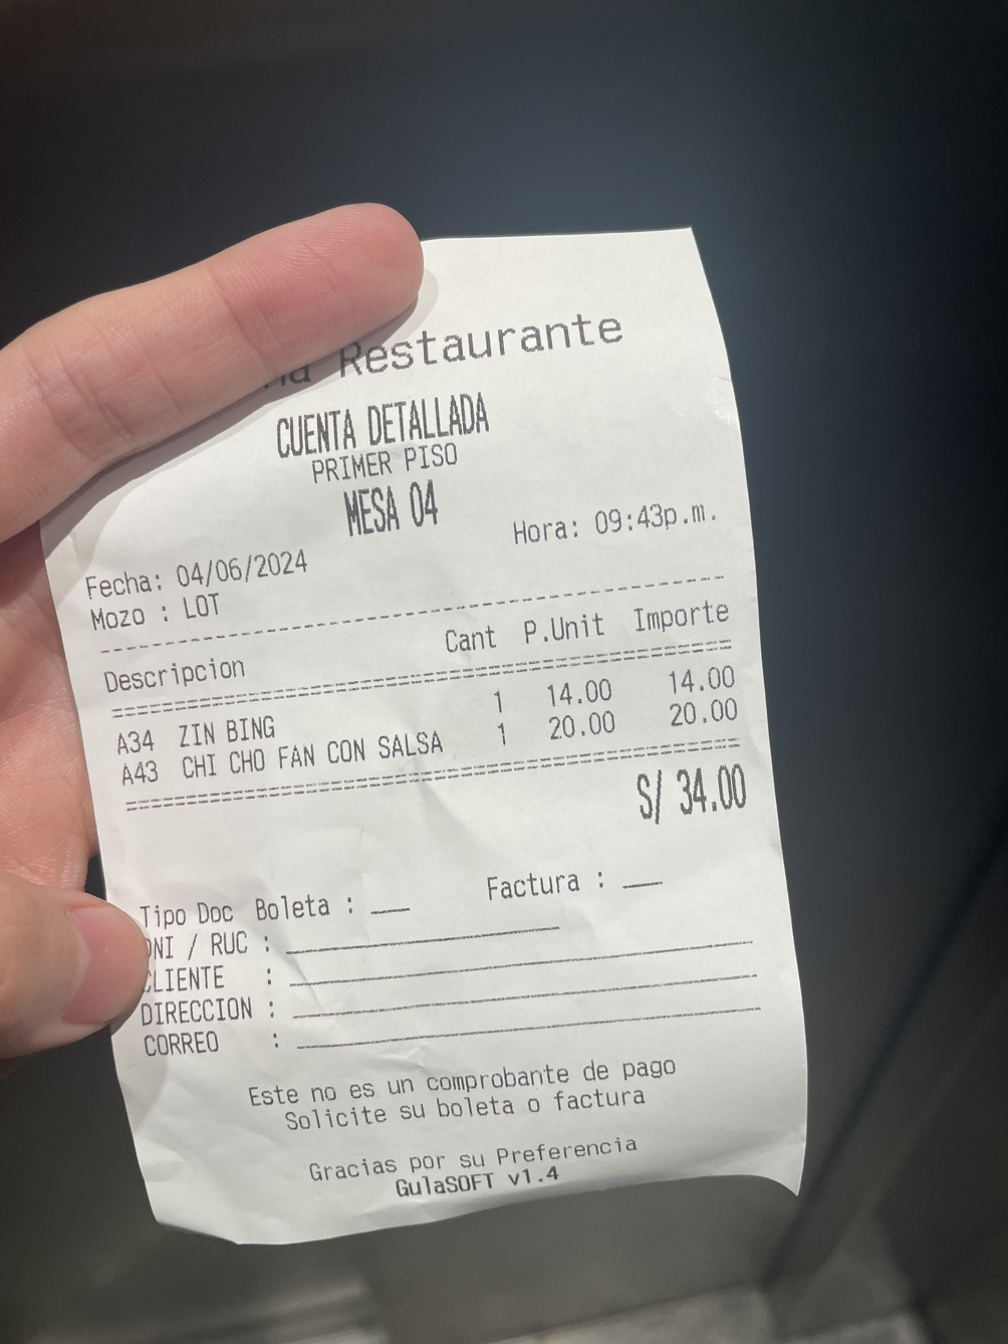 Restaurante
CUENTA DETALLADA
PRIMER PISO
MESA 04
Fecha: 04/06/2024 Hora: 09:43p.m.
Mozo : LOT
Descripcion Cant P.Unit Importe
A34 ZIN BING 1 14.00 14.00
A43 CHI CHO FAN CON SALSA 1 20.00 20.00
S/ 34.00
Tipo Doc Boleta : __ Factura : __
DNI / RUC :
CLIENTE :
DIRECCION :
CORREO :
Este no es un comprobante de pago
Solicite su boleta o factura
Gracias por su Preferencia
GulaSOFT v1.4